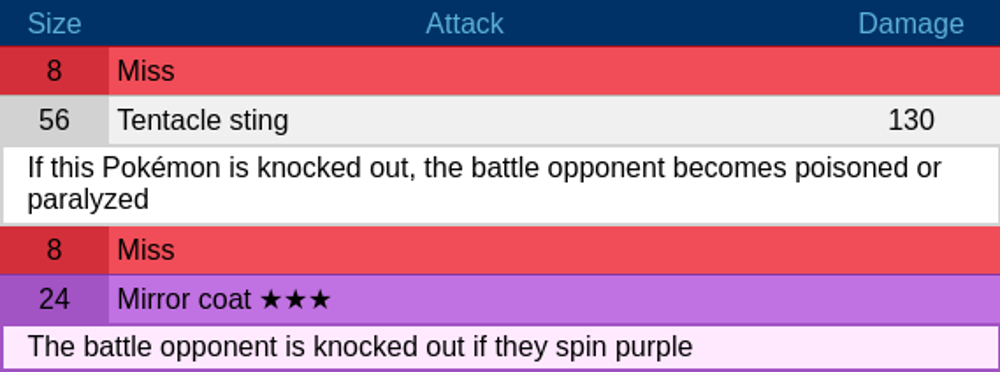 Size Attack Damage
8 Miss
56 Tentacle sting 130
If this Pokémon is knocked out, the battle opponent becomes poisoned or
paralyzed
8 Miss
24 Mirror coat ★★★
The battle opponent is knocked out if they spin purple